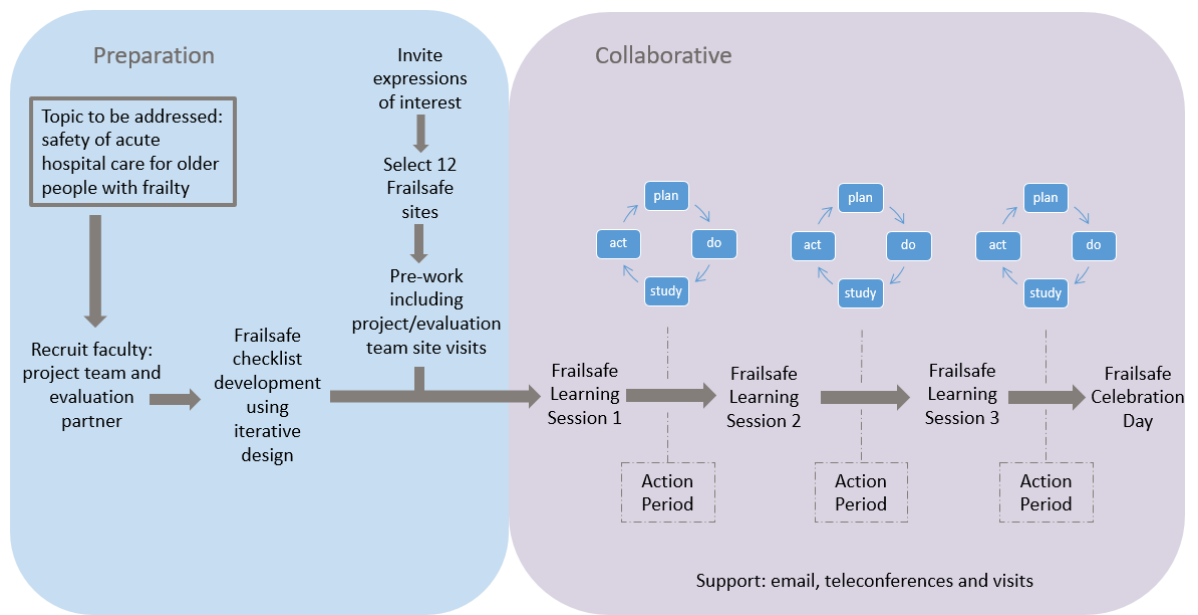 Preparation
Topic to be addressed:
safety of acute
hospital care for older
people with frailty
Recruit faculty:
project team and
evaluation
partner
Frailsafe
checklist
development
using
iterative
design
Invite
expressions
of interest
Select 12
Frailsafe
sites
Pre-work
including
project/evaluation
team site visits
Collaborative
plan
do
study
act
plan
do
study
act
plan
do
study
act
Frailsafe
Learning
Session 1
Frailsafe
Learning
Session 2
Frailsafe
Learning
Session 3
Frailsafe
Celebration
Day
Action
Period
Action
Period
Action
Period
Support: email, teleconferences and visits